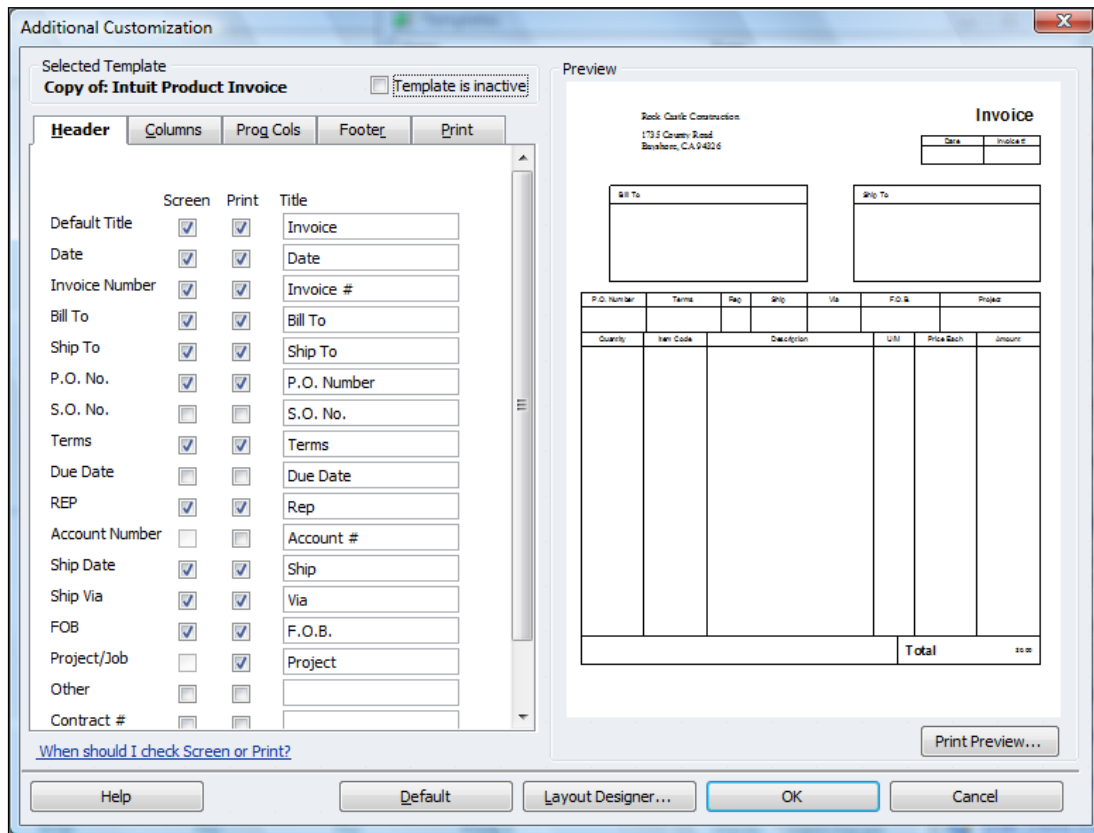 Additional Customization
Selected Template
Copy of: Intuit Product Invoice
Template is inactive
Header Columns Prog Cols Footer Print
Screen Print Title
Default Title Invoice
Date Date
Invoice Number Invoice #
Bill To Bill To
Ship To Ship To
P.O. No. P.O. Number
S.O. No. S.O. No.
Terms Terms
Due Date Due Date
REP Rep
Account Number Account #
Ship Date Ship
Ship Via Via
FOB F.O.B.
Project/Job Project
Other
Contract #
When should I check Screen or Print?
Preview
Rock Castle Construction
1735 County Road
Bayshore, CA 94326
Invoice
Date Invoice #
Bill To
Ship To
P.O. Number Terms Rep Ship Via F.O.B. Project
Quantity Item Code Description U/M Price Each Amount
Total $0.00
Print Preview...
Help Default Layout Designer... OK Cancel